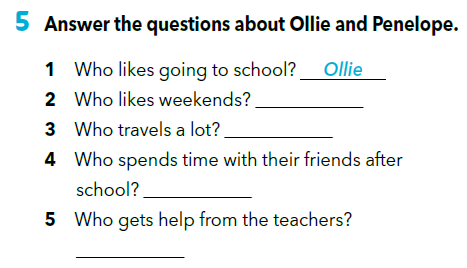 5 Answer the questions about Ollie and Penelope.
1 Who likes going to school? Ollie
2 Who likes weekends?
3 Who travels a lot?
4 Who spends time with their friends after
school?
5 Who gets help from the teachers?